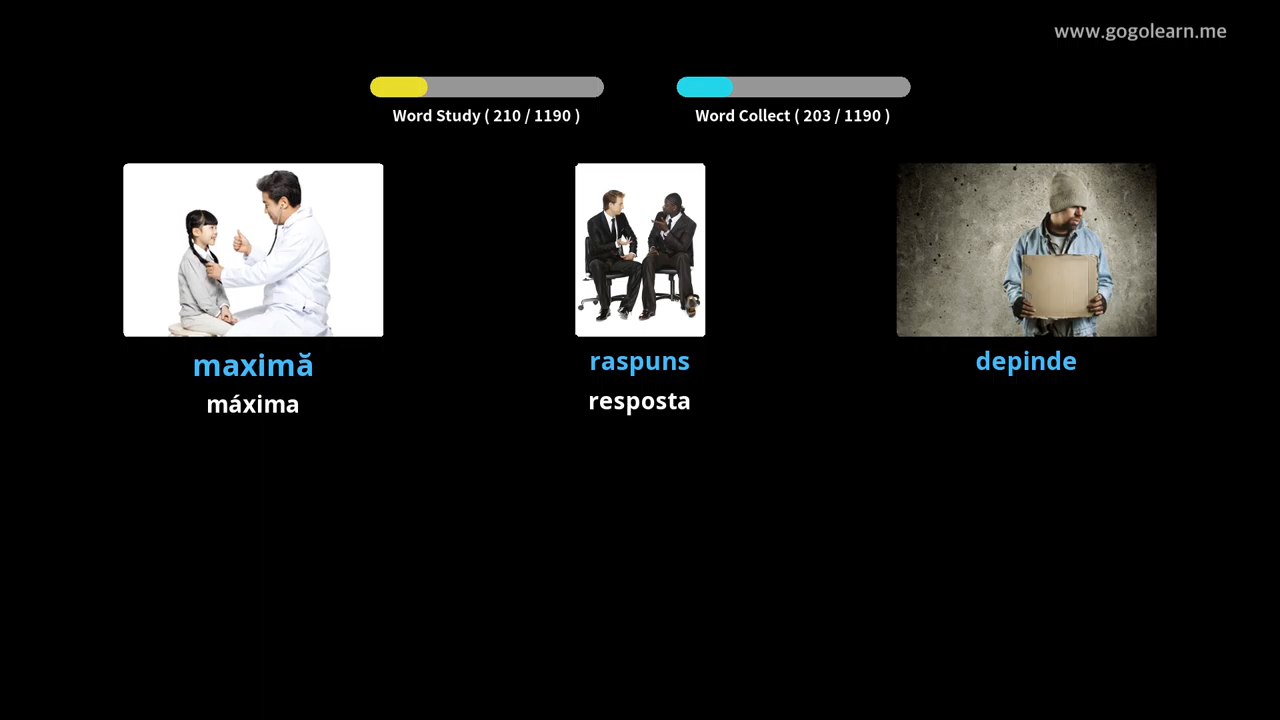 www.gogolearn.me
Word Study ( 210 / 1190 )
Word Collect ( 203 / 1190 )
maximă
máxima
raspuns
resposta
depinde